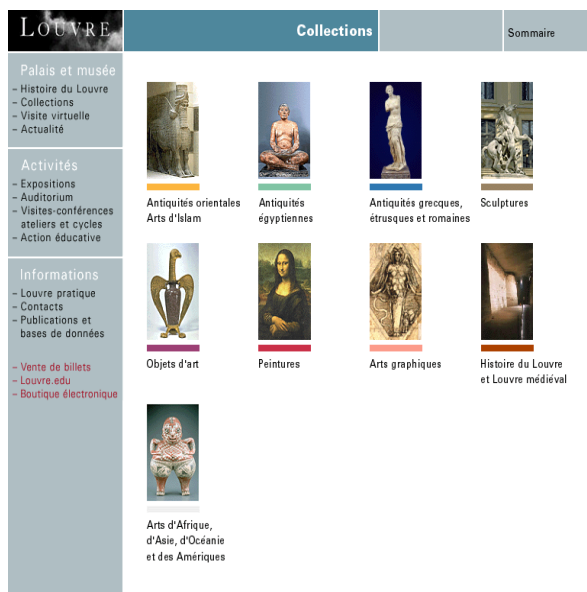 LOUVRE
Collections
Sommaire
Palais et musée
– Histoire du Louvre
– Collections
– Visite virtuelle
– Actualité
Activités
– Expositions
– Auditorium
– Visites-conférences
ateliers et cycles
– Action éducative
Informations
– Louvre pratique
– Contacts
– Publications et
bases de données
– Vente de billets
– Louvre.edu
– Boutique électronique
Antiquités orientales
Arts d'Islam
Antiquités
égyptiennes
Antiquités grecques,
étrusques et romaines
Sculptures
Objets d'art
Peintures
Arts graphiques
Histoire du Louvre
et Louvre médiéval
Arts d'Afrique,
d'Asie, d'Océanie
et des Amériques